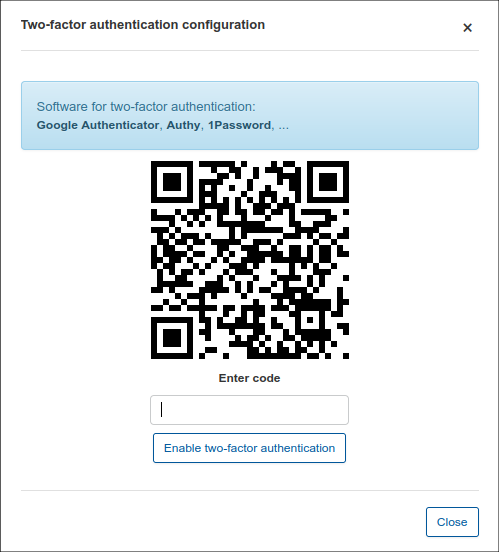 Two-factor authentication configuration
×
Software for two-factor authentication:
Google Authenticator, Authy, 1Password, ...
Enter code
Enable two-factor authentication
Close